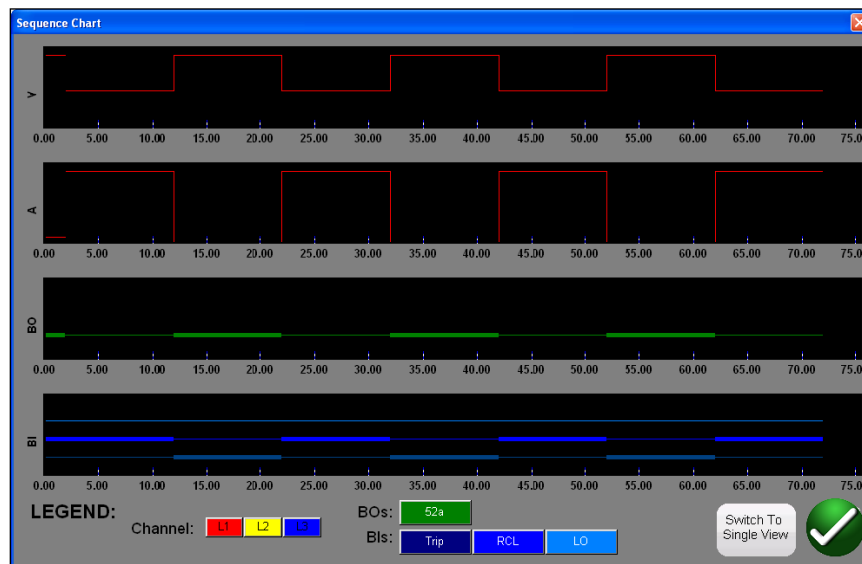 Sequence Chart
V
0.00 5.00 10.00 15.00 20.00 25.00 30.00 35.00 40.00 45.00 50.00 55.00 60.00 65.00 70.00 75.0
A
0.00 5.00 10.00 15.00 20.00 25.00 30.00 35.00 40.00 45.00 50.00 55.00 60.00 65.00 70.00 75.0
BO
0.00 5.00 10.00 15.00 20.00 25.00 30.00 35.00 40.00 45.00 50.00 55.00 60.00 65.00 70.00 75.0
BI
0.00 5.00 10.00 15.00 20.00 25.00 30.00 35.00 40.00 45.00 50.00 55.00 60.00 65.00 70.00 75.0
LEGEND:
Channel: L1 L2 L3
BOs: 52a
BIs: Trip RCL LO
Switch To
Single View